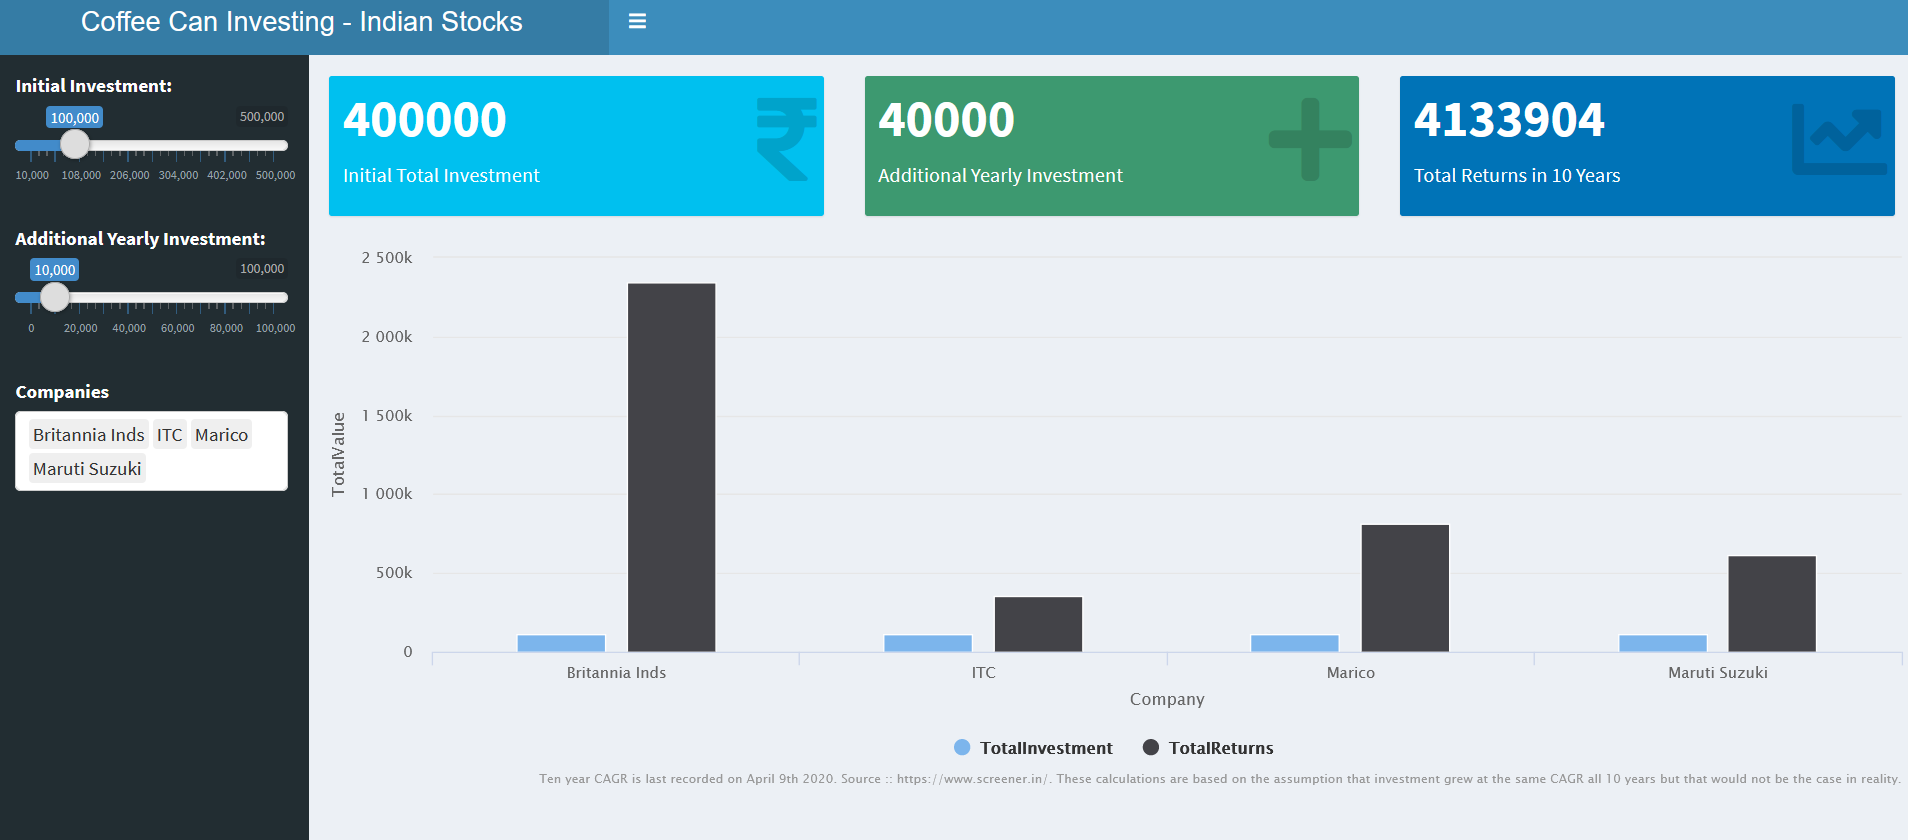 Coffee Can Investing - Indian Stocks
Initial Investment:
100,000
500,000
10,000 108,000 206,000 304,000 402,000 500,000
Additional Yearly Investment:
10,000
100,000
0 20,000 40,000 60,000 80,000 100,000
Companies
Britannia Inds ITC Marico
Maruti Suzuki
400000
Initial Total Investment
₹
40000
Additional Yearly Investment
4133904
Total Returns in 10 Years
TotalValue
2 500k
2 000k
1 500k
1 000k
500k
0
Britannia Inds ITC Marico Maruti Suzuki
Company
TotalInvestment TotalReturns
Ten year CAGR is last recorded on April 9th 2020. Source :: https://www.screener.in/. These calculations are based on the assumption that investment grew at the same CAGR all 10 years but that would not be the case in reality.